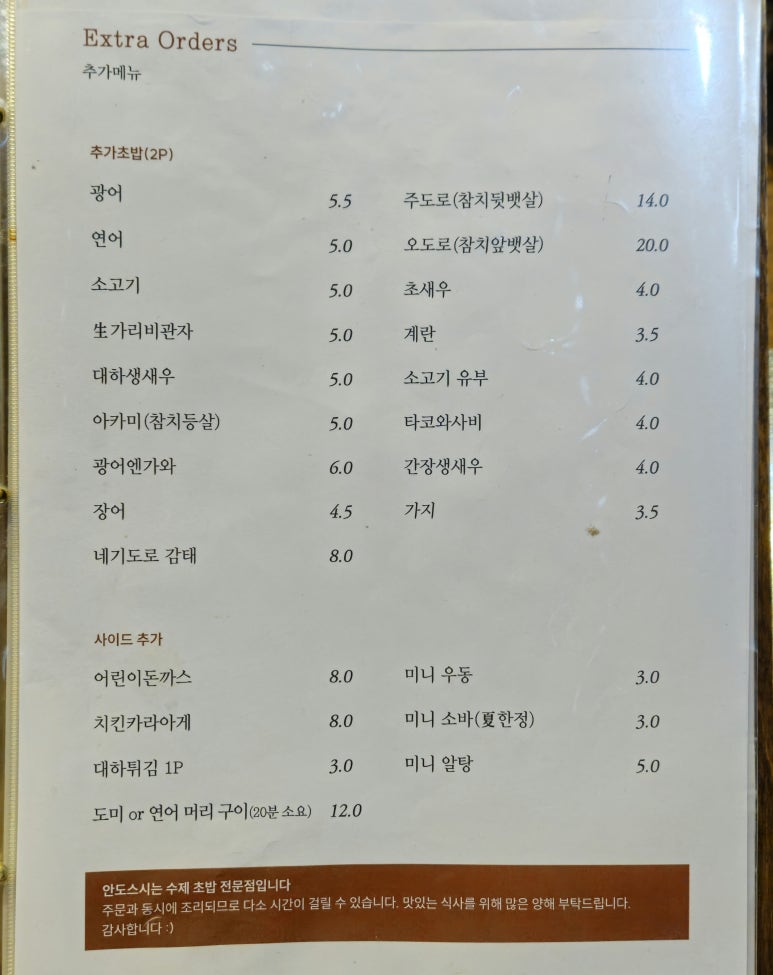 Extra Orders
추가메뉴
추가초밥(2P)
광어 5.5
연어 5.0
소고기 5.0
生가리비관자 5.0
대하생새우 5.0
아카미(참치등살) 5.0
광어엔가와 6.0
장어 4.5
네기도로 감태 8.0
주도로(참치뒷뱃살) 14.0
오도로(참치앞뱃살) 20.0
초새우 4.0
계란 3.5
소고기 유부 4.0
타코와사비 4.0
간장생새우 4.0
가지 3.5
사이드 추가
어린이돈까스 8.0
치킨카라아게 8.0
대하튀김 1P 3.0
도미 or 연어 머리 구이(20분 소요) 12.0
미니 우동 3.0
미니 소바(夏한정) 3.0
미니 알탕 5.0
안도스시는 수제 초밥 전문점입니다
주문과 동시에 조리되므로 다소 시간이 걸릴 수 있습니다. 맛있는 식사를 위해 많은 양해 부탁드립니다.
감사합니다 :)